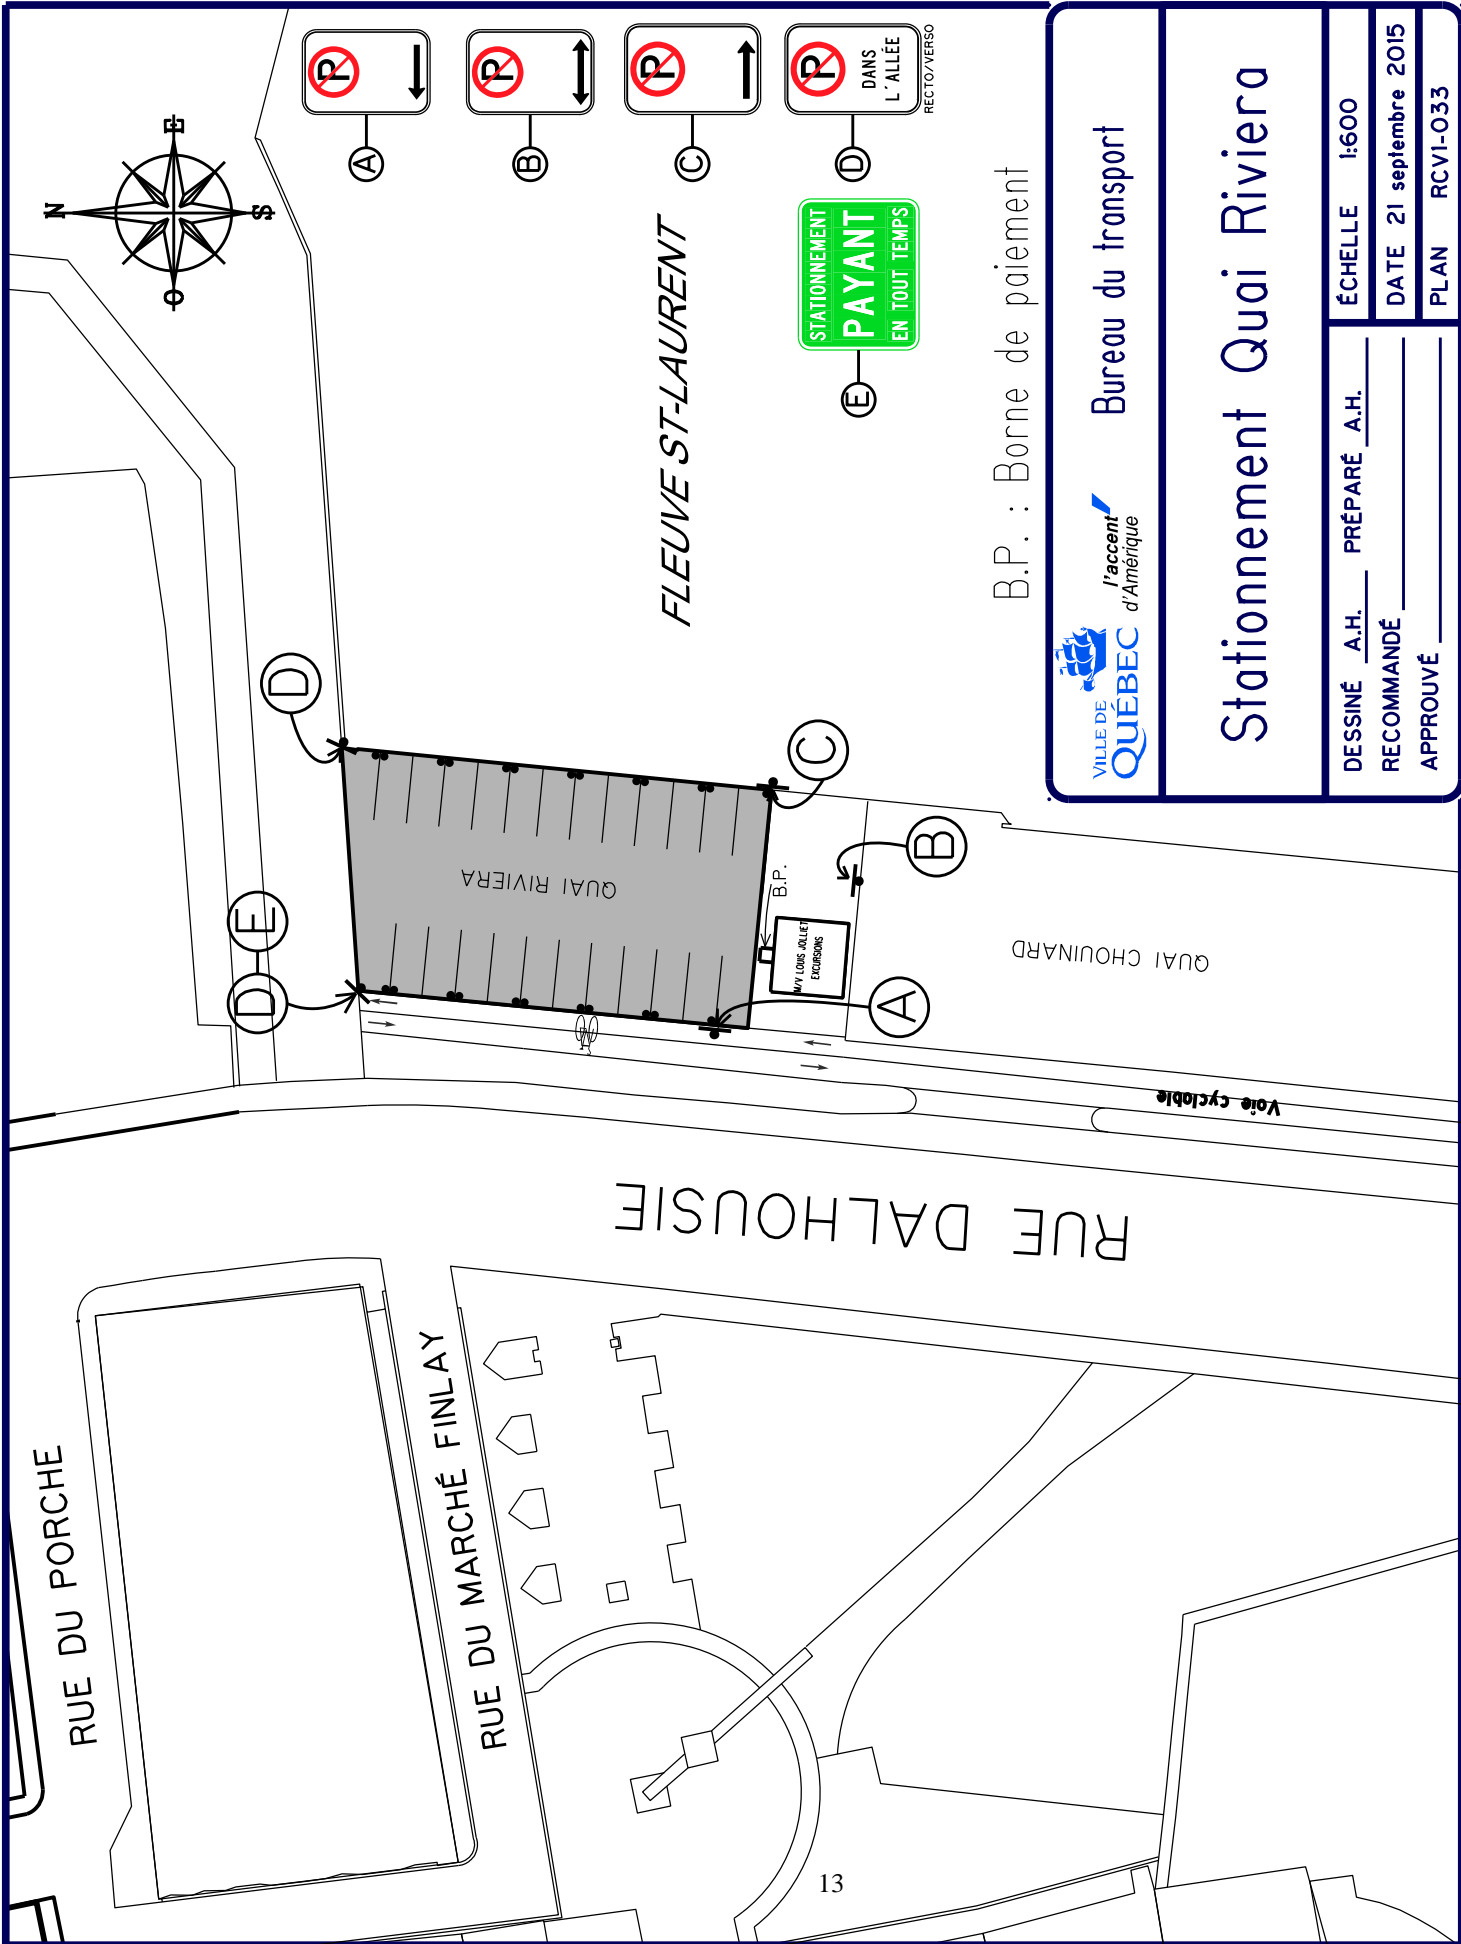 N
E
S
O
P
A
P
B
P
C
P
DANS
L'ALLÉE
RECTO/VERSO
D
STATIONNEMENT
PAYANT
EN TOUT TEMPS
E
FLEUVE ST-LAURENT
B.P. : Borne de paiement
D
D
E
C
B
A
QUAI RIVIERA
B.P.
M/V LOUIS JOLLIET
EXCURSIONS
QUAI CHOUINARD
Voie cyclable
RUE DALHOUSIE
RUE DU PORCHE
RUE DU MARCHÉ FINLAY
VILLE DE
QUÉBEC
l'accent
d'Amérique
Bureau du transport
Stationnement Quai Riviera
DESSINÉ A.H. PRÉPARÉ A.H.
RECOMMANDÉ
APPROUVÉ
ÉCHELLE 1:600
DATE 21 septembre 2015
PLAN RCV1-033
13